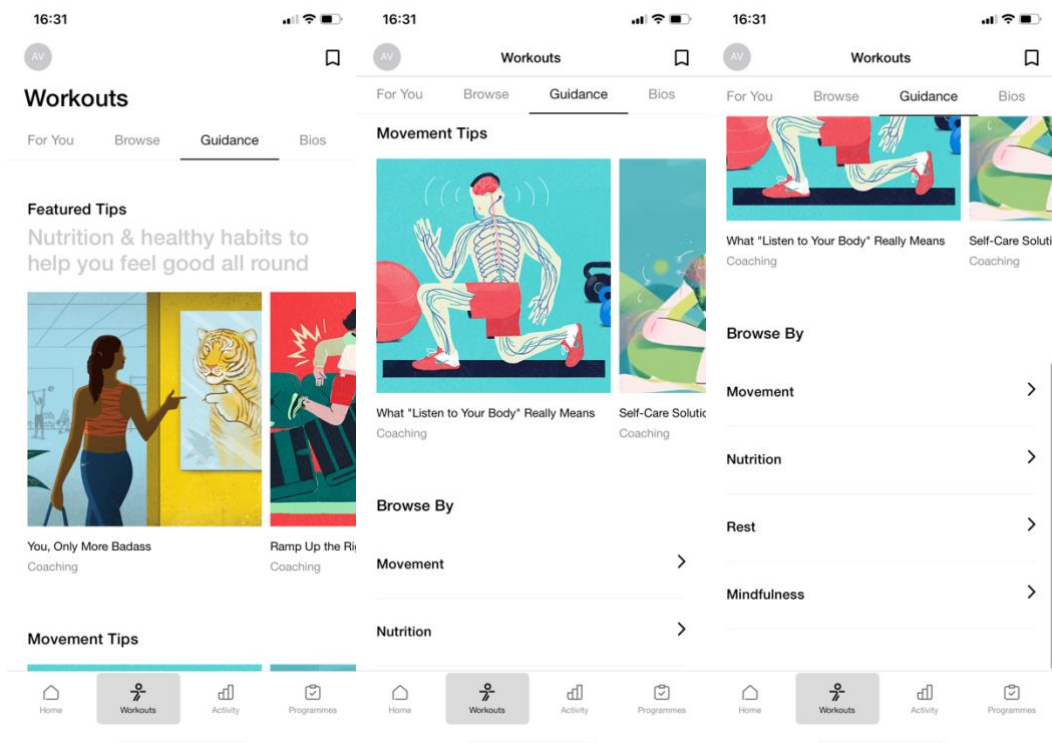 16:31
AV
Workouts
For You Browse Guidance Bios
Featured Tips
Nutrition & healthy habits to
help you feel good all round
You, Only More Badass
Coaching
Ramp Up the Ri
Coaching
Movement Tips
Home Workouts Activity Programmes
16:31
AV Workouts
For You Browse Guidance Bios
Movement Tips
What "Listen to Your Body" Really Means
Coaching
Self-Care Solutio
Coaching
Browse By
Movement
Nutrition
Home Workouts Activity Programmes
16:31
AV Workouts
For You Browse Guidance Bios
What "Listen to Your Body" Really Means
Coaching
Self-Care Soluti
Coaching
Browse By
Movement
Nutrition
Rest
Mindfulness
Home Workouts Activity Programmes